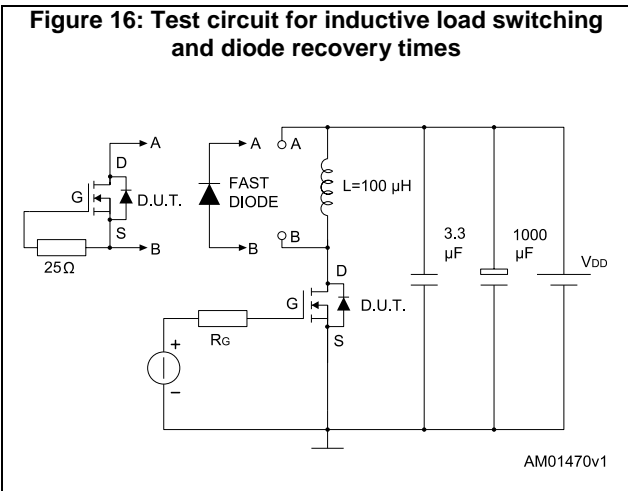 Figure 16: Test circuit for inductive load switching
and diode recovery times
A
D
G
D.U.T.
S
B
25Ω
A
FAST
DIODE
B
A
L=100 µH
B
D
G
D.U.T.
S
RG
+
−
3.3
µF
1000
µF
VDD
AM01470v1